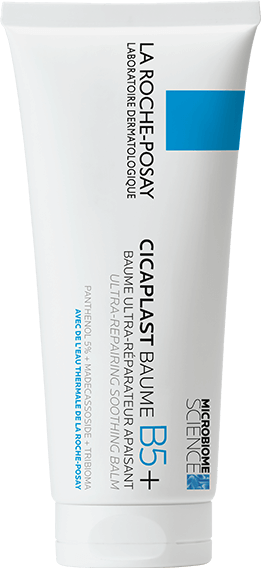 LA ROCHE-POSAY
LABORATOIRE DERMATOLOGIQUE
CICAPLAST BAUME B5+
BAUME ULTRA-RÉPARATEUR APAISANT
ULTRA-REPAIRING SOOTHING BALM
PANTHENOL 5% + MADECASSOSIDE + TRIBIOMA
AVEC DE L'EAU THERMALE DE LA ROCHE-POSAY
MICROBIOME
SCIENCE